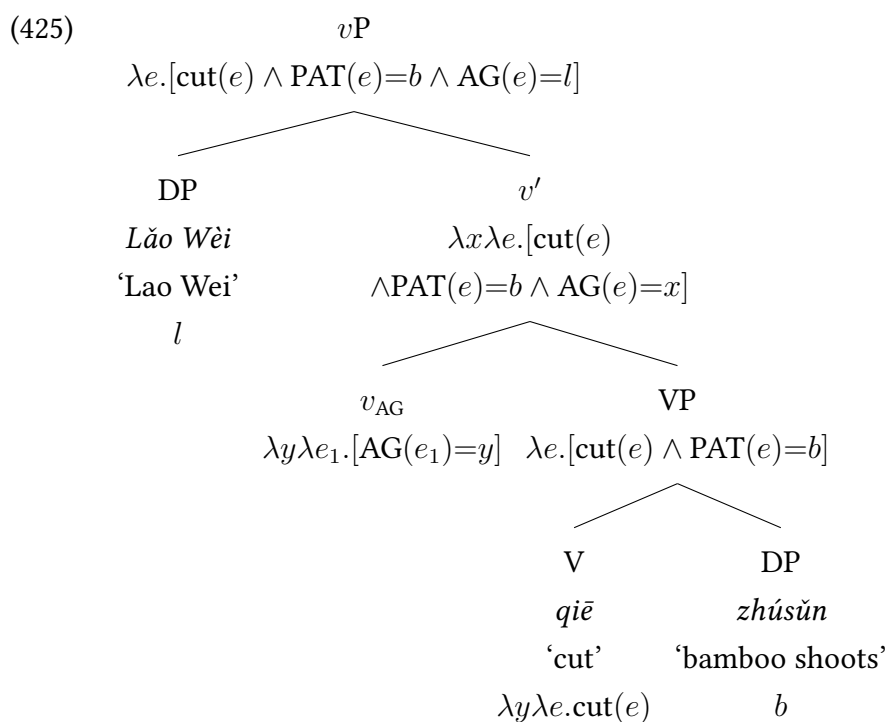 (425) vP
λe.[cut(e) ∧ PAT(e)=b ∧ AG(e)=l]
DP v′
Lǎo Wèi λxλe.[cut(e)
‘Lao Wei’ ∧PAT(e)=b ∧ AG(e)=x]
l
v_AG VP
λyλe₁.[AG(e₁)=y] λe.[cut(e) ∧ PAT(e)=b]
V DP
qiē zhúsǔn
‘cut’ ‘bamboo shoots’
λyλe.cut(e) b